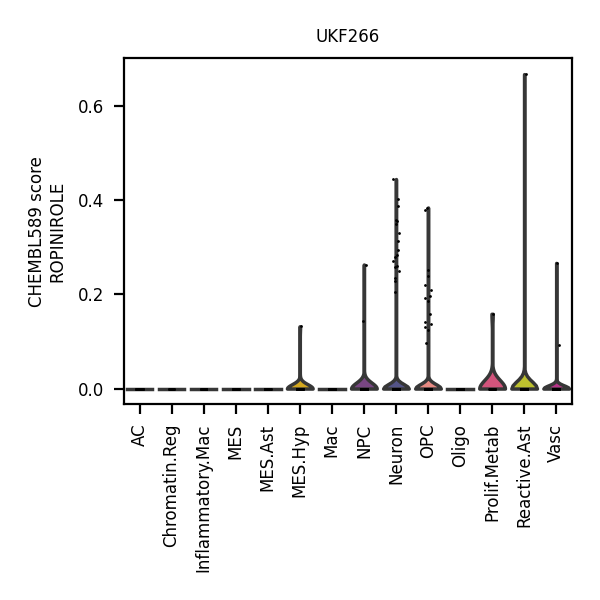 UKF266
CHEMBL589 score
ROPINIROLE
0.6
0.4
0.2
0.0
AC
Chromatin.Reg
Inflammatory.Mac
MES
MES.Ast
MES.Hyp
Mac
NPC
Neuron
OPC
Oligo
Prolif.Metab
Reactive.Ast
Vasc